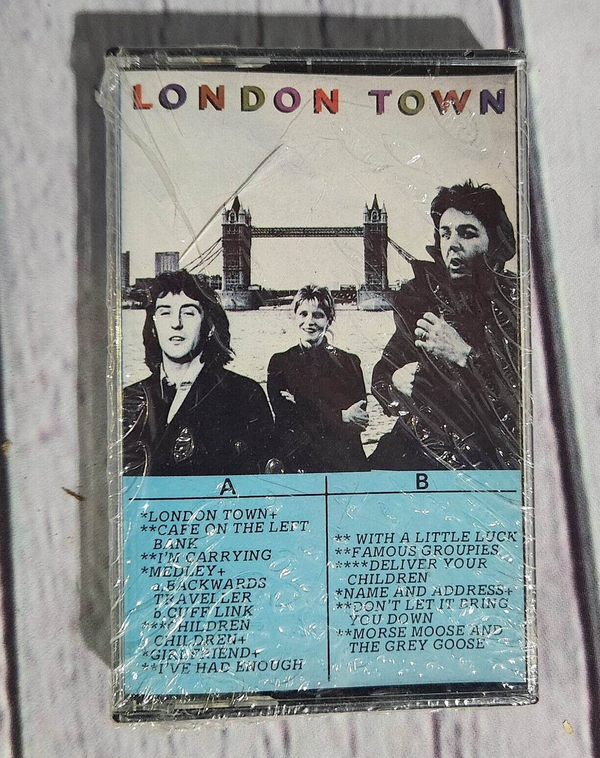 LONDON TOWN
A
*LONDON TOWN+
**CAFE ON THE LEFT
BANK
**I'M CARRYING
*MEDLEY+
a.BACKWARDS
TRAVELLER
b.CUFF LINK
***CHILDREN
CHILDREN+
*GIRLFRIEND+
**I'VE HAD ENOUGH
B
** WITH A LITTLE LUCK
**FAMOUS GROUPIES
****DELIVER YOUR
CHILDREN
*NAME AND ADDRESS+
**DON'T LET IT BRING
YOU DOWN
**MORSE MOOSE AND
THE GREY GOOSE